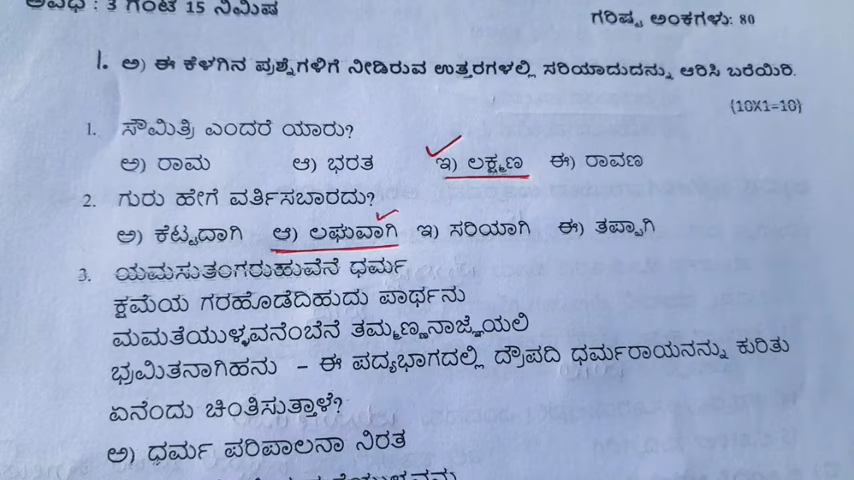 ಅವಧಿ : 3 ಗಂಟೆ 15 ನಿಮಿಷ
ಗರಿಷ್ಟ ಅಂಕಗಳು: 80
1. ಅ) ಈ ಕೆಳಗಿನ ಪ್ರಶ್ನೆಗಳಿಗೆ ನೀಡಿರುವ ಉತ್ತರಗಳಲ್ಲಿ ಸರಿಯಾದುದನ್ನು ಆರಿಸಿ ಬರೆಯಿರಿ.
{10X1=10}
1. ಸೌಮಿತ್ರಿ ಎಂದರೆ ಯಾರು?
ಅ) ರಾಮ ಆ) ಭರತ ಇ) ಲಕ್ಷ್ಮಣ ಈ) ರಾವಣ
2. ಗುರು ಹೇಗೆ ವರ್ತಿಸಬಾರದು?
ಅ) ಕೆಟ್ಟದಾಗಿ ಆ) ಲಘುವಾಗಿ ಇ) ಸರಿಯಾಗಿ ಈ) ತಪ್ಪಾಗಿ
3. ಯಮಸುತಂಗರುಹುವೆನೆ ಧರ್ಮ
ಕ್ಷಮೆಯ ಗರಹೊಡೆದಿಹುದು ಪಾರ್ಥನು
ಮಮತೆಯುಳ್ಳವನೆಂಬೆನೆ ತಮ್ಮಣ್ಣನಾಜ್ಞೆಯಲಿ
ಭ್ರಮಿತನಾಗಿಹನು – ಈ ಪದ್ಯಭಾಗದಲ್ಲಿ ದ್ರೌಪದಿ ಧರ್ಮರಾಯನನ್ನು ಕುರಿತು
ಏನೆಂದು ಚಿಂತಿಸುತ್ತಾಳೆ?
ಅ) ಧರ್ಮ ಪರಿಪಾಲನಾ ನಿರತ